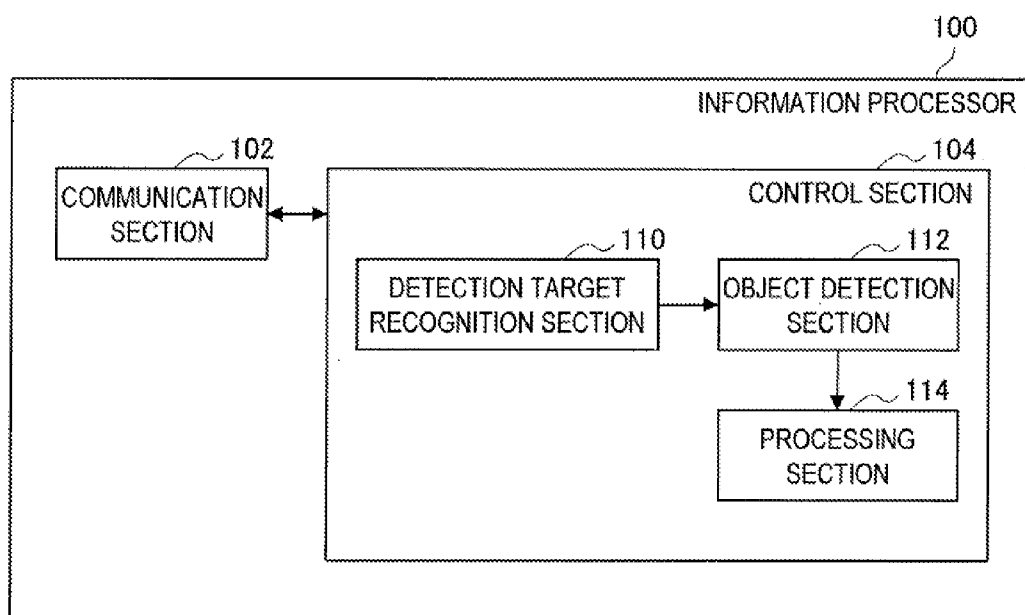 100
INFORMATION PROCESSOR
102
COMMUNICATION
SECTION
104
CONTROL SECTION
110
DETECTION TARGET
RECOGNITION SECTION
112
OBJECT DETECTION
SECTION
114
PROCESSING
SECTION